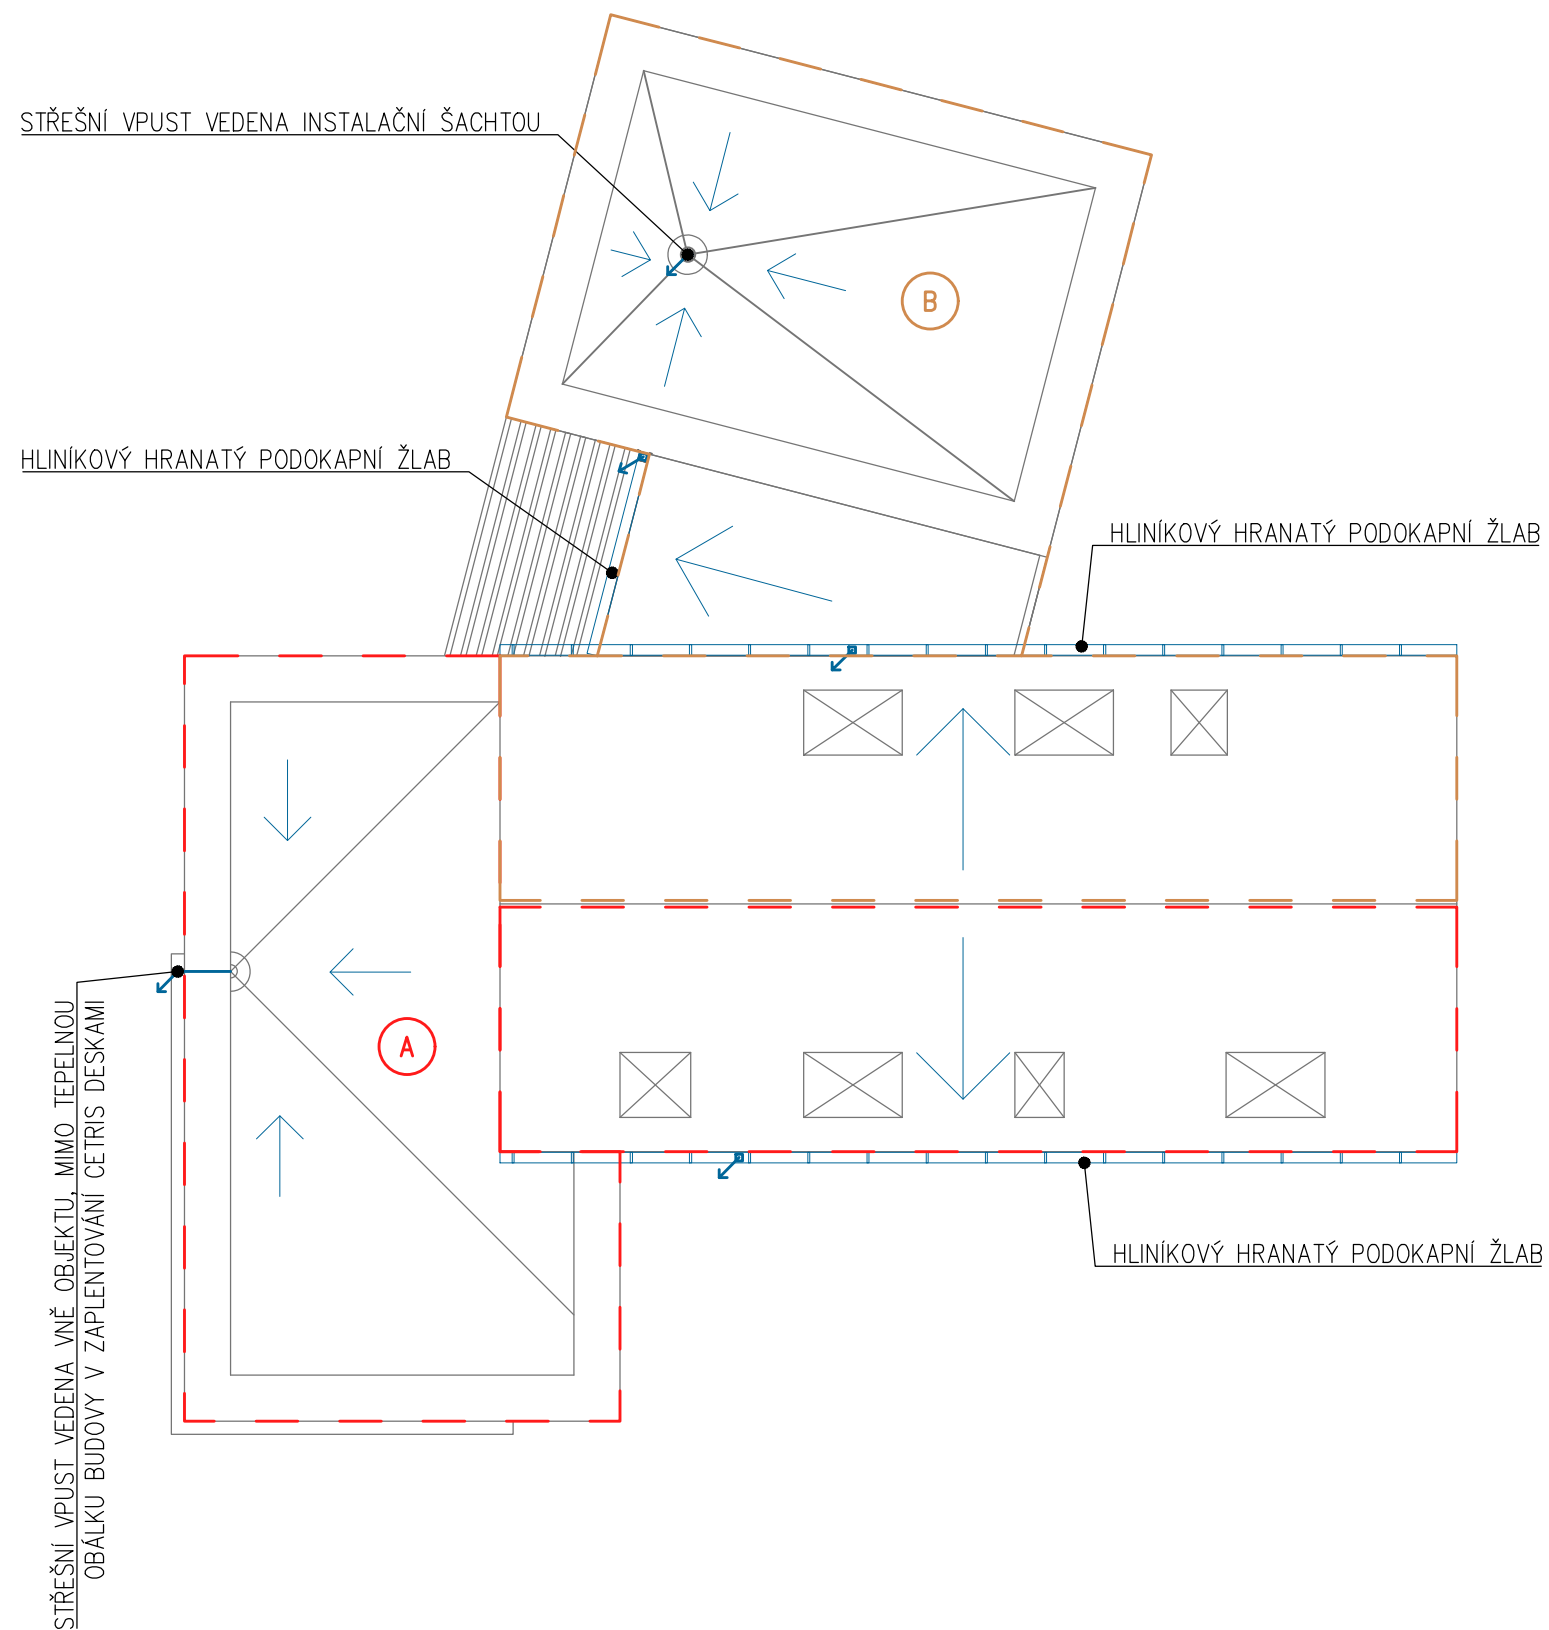 STŘEŠNÍ VPUST VEDENA INSTALAČNÍ ŠACHTOU
B
HLINÍKOVÝ HRANATÝ PODOKAPNÍ ŽLAB
HLINÍKOVÝ HRANATÝ PODOKAPNÍ ŽLAB
A
STŘEŠNÍ VPUST VEDENA VNĚ OBJEKTU, MIMO TEPELNOU
OBÁLKU BUDOVY V ZAPLENTOVÁNÍ CETRIS DESKAMI
HLINÍKOVÝ HRANATÝ PODOKAPNÍ ŽLAB